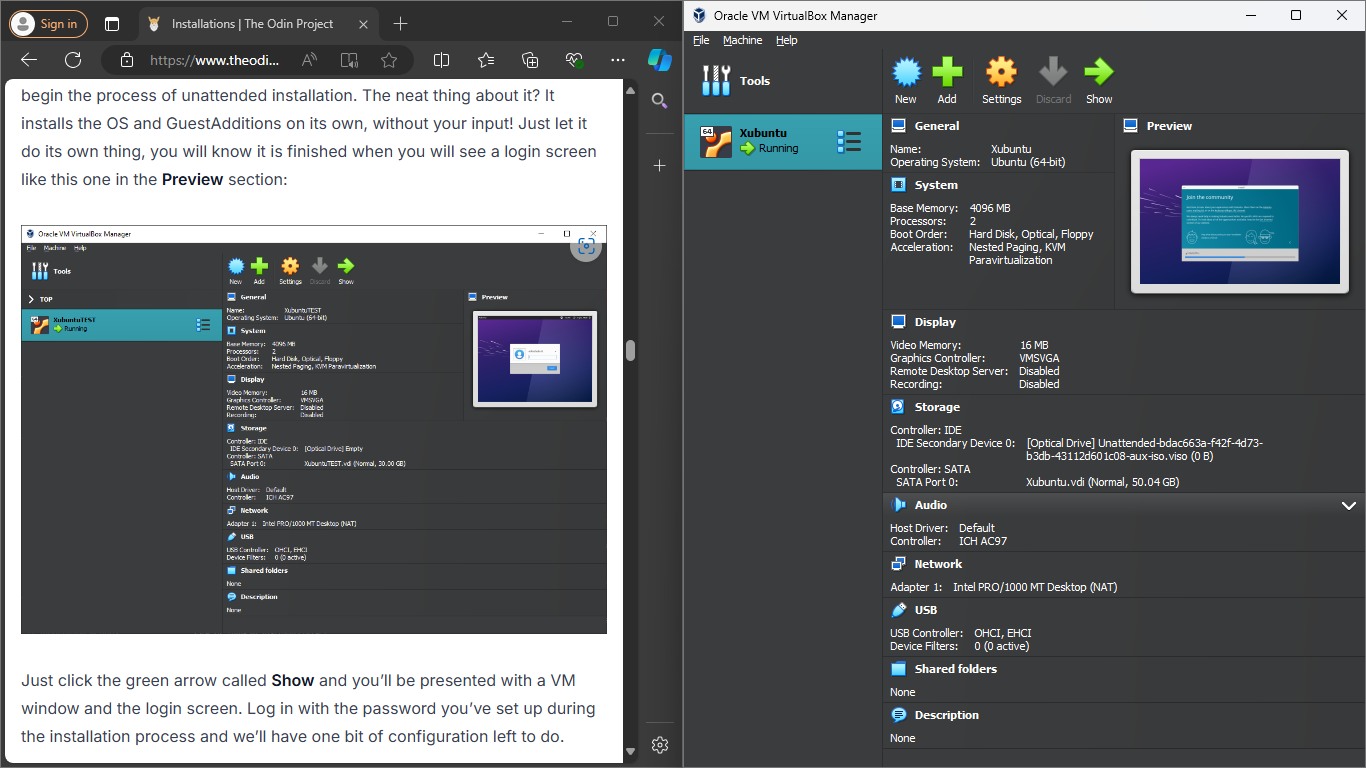 Sign in
Installations | The Odin Project
https://www.theodi...
begin the process of unattended installation. The neat thing about it? It
installs the OS and GuestAdditions on its own, without your input! Just let it
do its own thing, you will know it is finished when you will see a login screen
like this one in the Preview section:
Oracle VM VirtualBox Manager
File Machine Help
Tools
New Add Settings Discard Show
TOP
XubuntuTEST
Running
General
Name: XubuntuTEST
Operating System: Ubuntu (64-bit)
System
Base Memory: 4096 MB
Processors: 2
Boot Order: Hard Disk, Optical, Floppy
Acceleration: Nested Paging, KVM Paravirtualization
Display
Video Memory: 16 MB
Graphics Controller: VMSVGA
Remote Desktop Server: Disabled
Recording: Disabled
Storage
Controller: IDE
IDE Secondary Device 0: [Optical Drive] Empty
Controller: SATA
SATA Port 0: XubuntuTEST.vdi (Normal, 30.00 GB)
Audio
Host Driver: Default
Controller: ICH AC97
Network
Adapter 1: Intel PRO/1000 MT Desktop (NAT)
USB
USB Controller: OHCI, EHCI
Device Filters: 0 (0 active)
Shared folders
None
Description
None
Preview
Just click the green arrow called Show and you’ll be presented with a VM
window and the login screen. Log in with the password you’ve set up during
the installation process and we’ll have one bit of configuration left to do.
Oracle VM VirtualBox Manager
File Machine Help
Tools
New Add Settings Discard Show
64
Xubuntu
Running
General
Name: Xubuntu
Operating System: Ubuntu (64-bit)
System
Base Memory: 4096 MB
Processors: 2
Boot Order: Hard Disk, Optical, Floppy
Acceleration: Nested Paging, KVM
Paravirtualization
Preview
Join the community
Display
Video Memory: 16 MB
Graphics Controller: VMSVGA
Remote Desktop Server: Disabled
Recording: Disabled
Storage
Controller: IDE
IDE Secondary Device 0: [Optical Drive] Unattended-bdac663a-f42f-4d73-
b3db-43112d601c08-aux-iso.viso (0 B)
Controller: SATA
SATA Port 0: Xubuntu.vdi (Normal, 50.04 GB)
Audio
Host Driver: Default
Controller: ICH AC97
Network
Adapter 1: Intel PRO/1000 MT Desktop (NAT)
USB
USB Controller: OHCI, EHCI
Device Filters: 0 (0 active)
Shared folders
None
Description
None